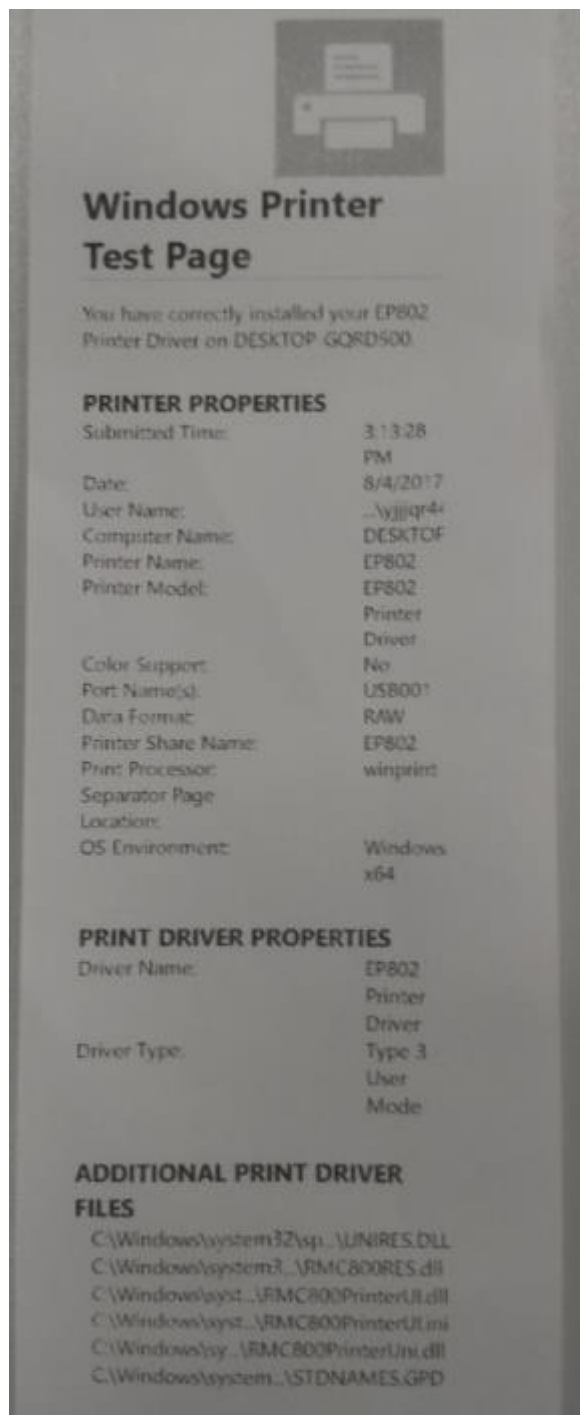 Windows Printer
Test Page
You have correctly installed your EP802
Printer Driver on DESKTOP-GQRD500.
PRINTER PROPERTIES
Submitted Time: 3:13:28
PM
Date: 8/4/2017
User Name:
Computer Name: DESKTOP
Printer Name: EP802
Printer Model: EP802
Printer
Driver
Color Support: No
Port Name(s): USB001
Data Format: RAW
Printer Share Name: EP802
Print Processor: winprint
Separator Page
Location:
OS Environment: Windows
x64
PRINT DRIVER PROPERTIES
Driver Name: EP802
Printer
Driver
Driver Type: Type 3
User
Mode
ADDITIONAL PRINT DRIVER
FILES
C:\Windows\system32\sp...\UNIRES.DLL
C:\Windows\system3...\RMC800RES.dll
C:\Windows\syst...\RMC800PrinterUI.dll
C:\Windows\syst...\RMC800PrinterUI.ini
C:\Windows\sy...\RMC800PrinterUni.dll
C:\Windows\system...\STDNAMES.GPD